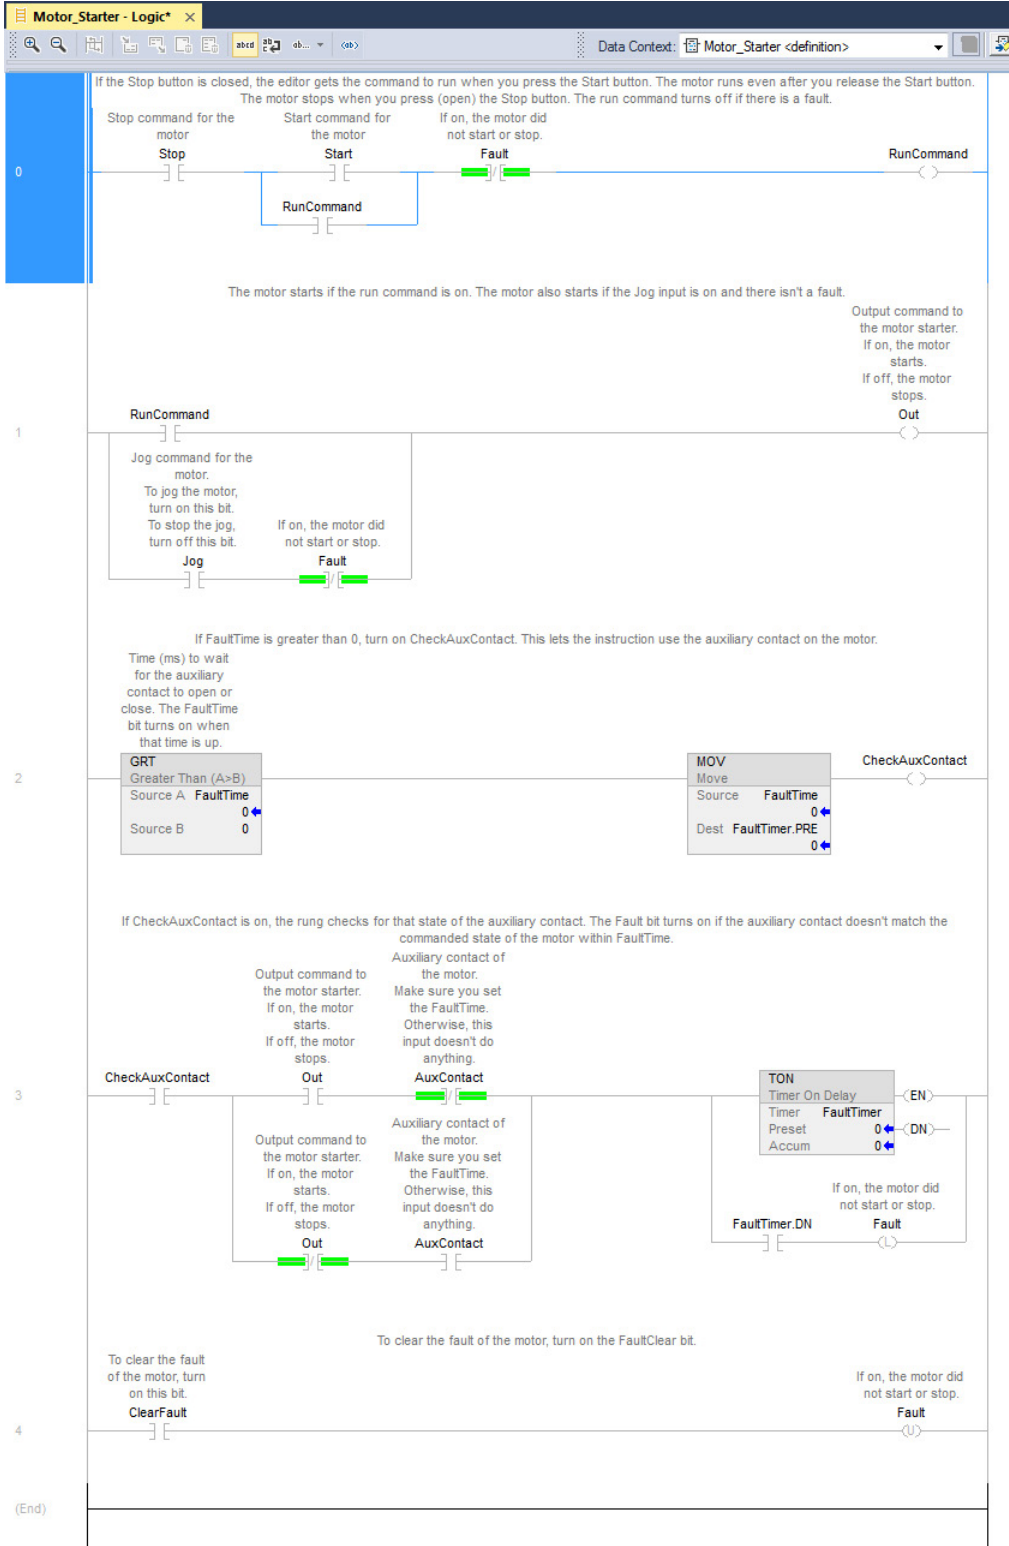 Motor_Starter - Logic* ×
abcd ab c d ab... <ab> Data Context: Motor_Starter <definition>
If the Stop button is closed, the editor gets the command to run when you press the Start button. The motor runs even after you release the Start button.
The motor stops when you press (open) the Stop button. The run command turns off if there is a fault.
Stop command for the
motor
Stop
Start command for
the motor
Start
If on, the motor did
not start or stop.
Fault
RunCommand
0
RunCommand
The motor starts if the run command is on. The motor also starts if the Jog input is on and there isn't a fault.
Output command to
the motor starter.
If on, the motor
starts.
If off, the motor
stops.
Out
RunCommand
1
Jog command for the
motor.
To jog the motor,
turn on this bit.
To stop the jog,
turn off this bit.
Jog
If on, the motor did
not start or stop.
Fault
If FaultTime is greater than 0, turn on CheckAuxContact. This lets the instruction use the auxiliary contact on the motor.
Time (ms) to wait
for the auxiliary
contact to open or
close. The FaultTime
bit turns on when
that time is up.
2
GRT
Greater Than (A>B)
Source A FaultTime
0
Source B 0
MOV
Move
Source FaultTime
0
Dest FaultTimer.PRE
0
CheckAuxContact
If CheckAuxContact is on, the rung checks for that state of the auxiliary contact. The Fault bit turns on if the auxiliary contact doesn't match the
commanded state of the motor within FaultTime.
3
CheckAuxContact
Output command to
the motor starter.
If on, the motor
starts.
If off, the motor
stops.
Out
Auxiliary contact of
the motor.
Make sure you set
the FaultTime.
Otherwise, this
input doesn't do
anything.
AuxContact
Output command to
the motor starter.
If on, the motor
starts.
If off, the motor
stops.
Out
Auxiliary contact of
the motor.
Make sure you set
the FaultTime.
Otherwise, this
input doesn't do
anything.
AuxContact
TON
Timer On Delay
Timer FaultTimer
Preset 0
Accum 0
EN
DN
FaultTimer.DN
If on, the motor did
not start or stop.
Fault
L
To clear the fault of the motor, turn on the FaultClear bit.
4
To clear the fault
of the motor, turn
on this bit.
ClearFault
If on, the motor did
not start or stop.
Fault
U
(End)